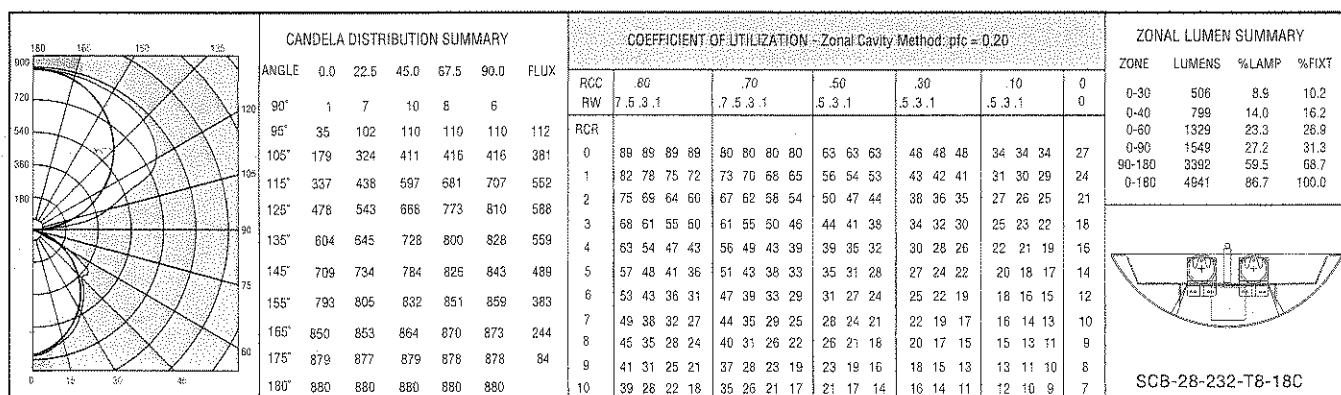 180 165 150 135
900
720
540
360
180
120
105
90
75
60
0 15 30 45
CANDELA DISTRIBUTION SUMMARY
ANGLE 0.0 22.5 45.0 67.5 90.0 FLUX
90° 1 7 10 8 6
95° 35 102 110 110 110 112
105° 179 324 411 416 416 381
115° 337 438 597 681 707 552
125° 478 543 668 773 810 588
135° 604 645 728 800 828 559
145° 709 734 784 826 843 489
155° 793 805 832 851 859 383
165° 850 853 864 870 873 244
175° 879 877 879 878 878 84
180° 880 880 880 880 880
COEFFICIENT OF UTILIZATION - Zonal Cavity Method: pfc = 0.20
RCC .80 .70 .50 .30 .10 0
RW 7.5.3.1 .7.5.3.1 .5.3.1 .5.3.1 .5.3.1 0
RCR
0 89 89 89 89 80 80 80 80 63 63 63 48 48 48 34 34 34 27
1 82 78 75 72 73 70 68 65 56 54 53 43 42 41 31 30 29 24
2 75 69 64 60 67 62 58 54 50 47 44 38 36 35 27 26 25 21
3 68 61 55 50 61 55 50 46 44 41 38 34 32 30 25 23 22 18
4 63 54 47 43 56 49 43 39 39 35 32 30 28 26 22 21 19 16
5 57 48 41 36 51 43 38 33 35 31 28 27 24 22 20 18 17 14
6 53 43 36 31 47 39 33 29 31 27 24 25 22 19 18 16 15 12
7 49 38 32 27 44 35 29 25 28 24 21 22 19 17 16 14 13 10
8 45 35 28 24 40 31 26 22 26 21 18 20 17 15 15 13 11 9
9 41 31 25 21 37 28 23 19 23 19 16 18 15 13 13 11 10 8
10 39 28 22 18 35 26 21 17 21 17 14 16 14 11 12 10 9 7
ZONAL LUMEN SUMMARY
ZONE LUMENS %LAMP %FIXT
0-30 506 8.9 10.2
0-40 799 14.0 16.2
0-60 1329 23.3 26.9
0-90 1549 27.2 31.3
90-180 3392 59.5 68.7
0-180 4941 86.7 100.0
SCB-28-232-T8-18C